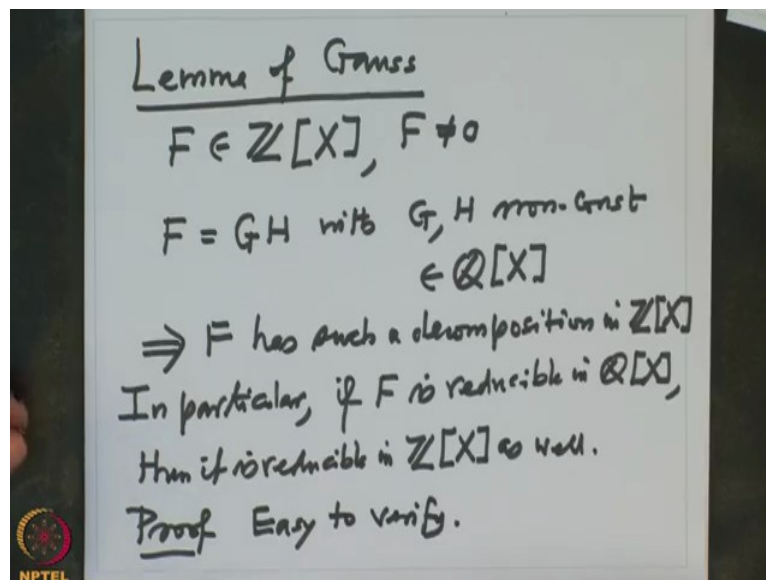 Lemma of Gauss
F ∈ ℤ[X], F ≠ 0
F = GH with G, H non-const
∈ ℚ[X]
⇒ F has such a decomposition in ℤ[X]
In particular, if F is reducible in ℚ[X],
then it is reducible in ℤ[X] as well.
Proof Easy to verify.
NPTEL